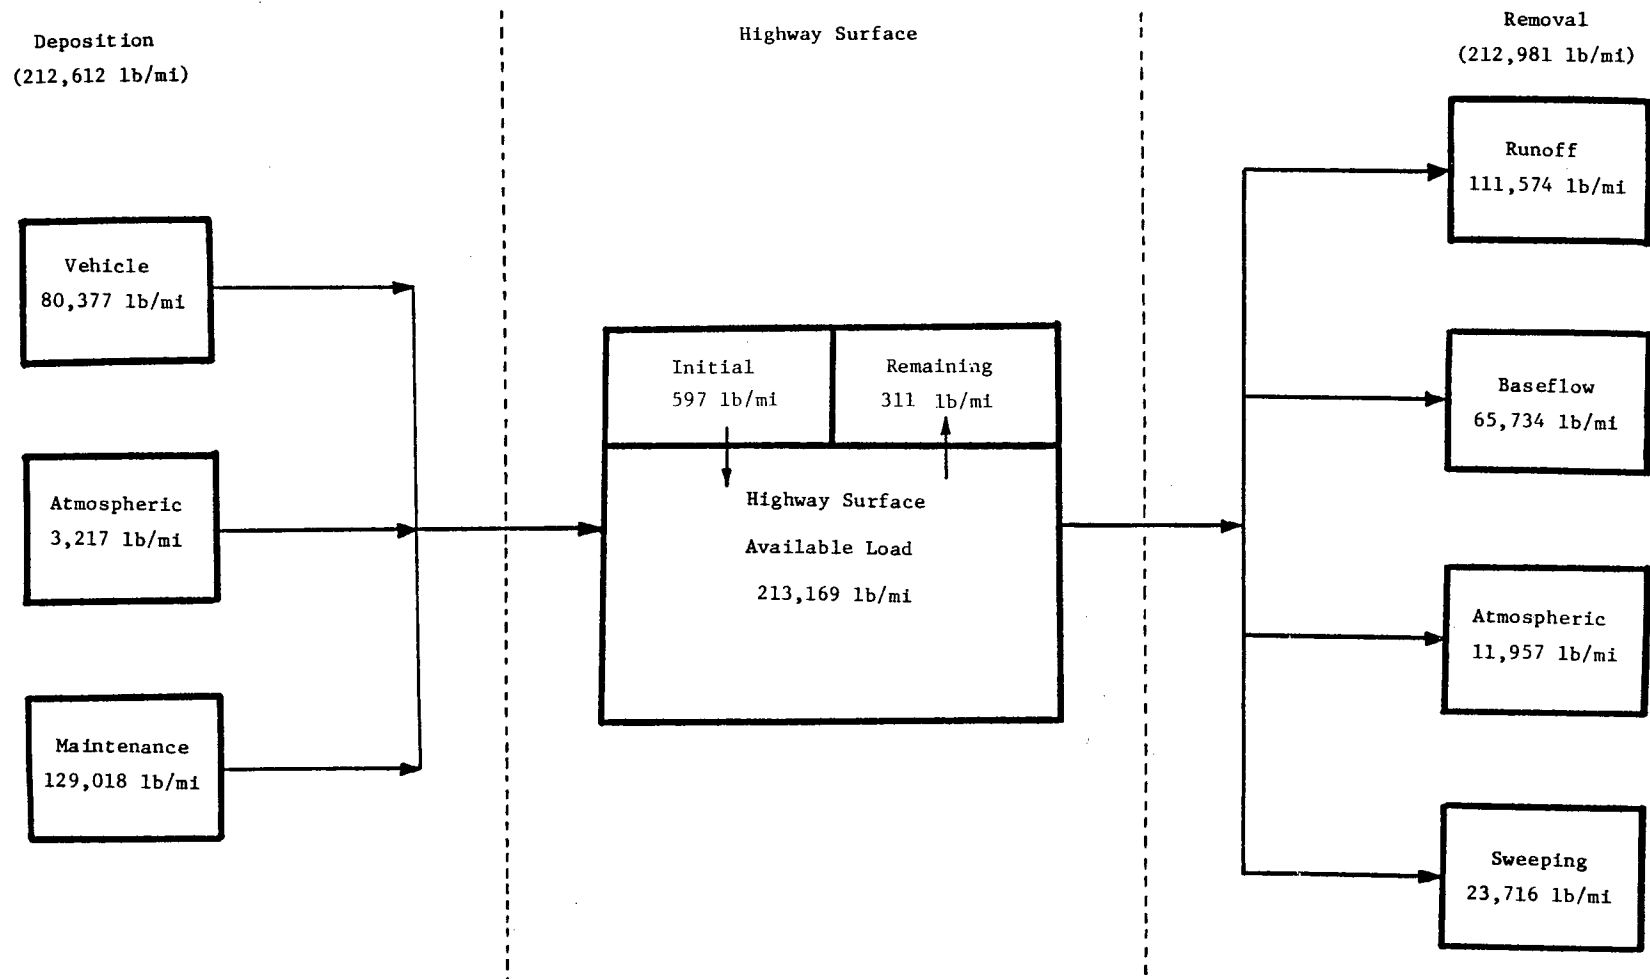 Deposition
(212,612 lb/mi)
Highway Surface
Removal
(212,981 lb/mi)
Vehicle
80,377 lb/mi
Atmospheric
3,217 lb/mi
Maintenance
129,018 lb/mi
Initial
597 lb/mi
Remaining
311 lb/mi
Highway Surface
Available Load
213,169 lb/mi
Runoff
111,574 lb/mi
Baseflow
65,734 lb/mi
Atmospheric
11,957 lb/mi
Sweeping
23,716 lb/mi